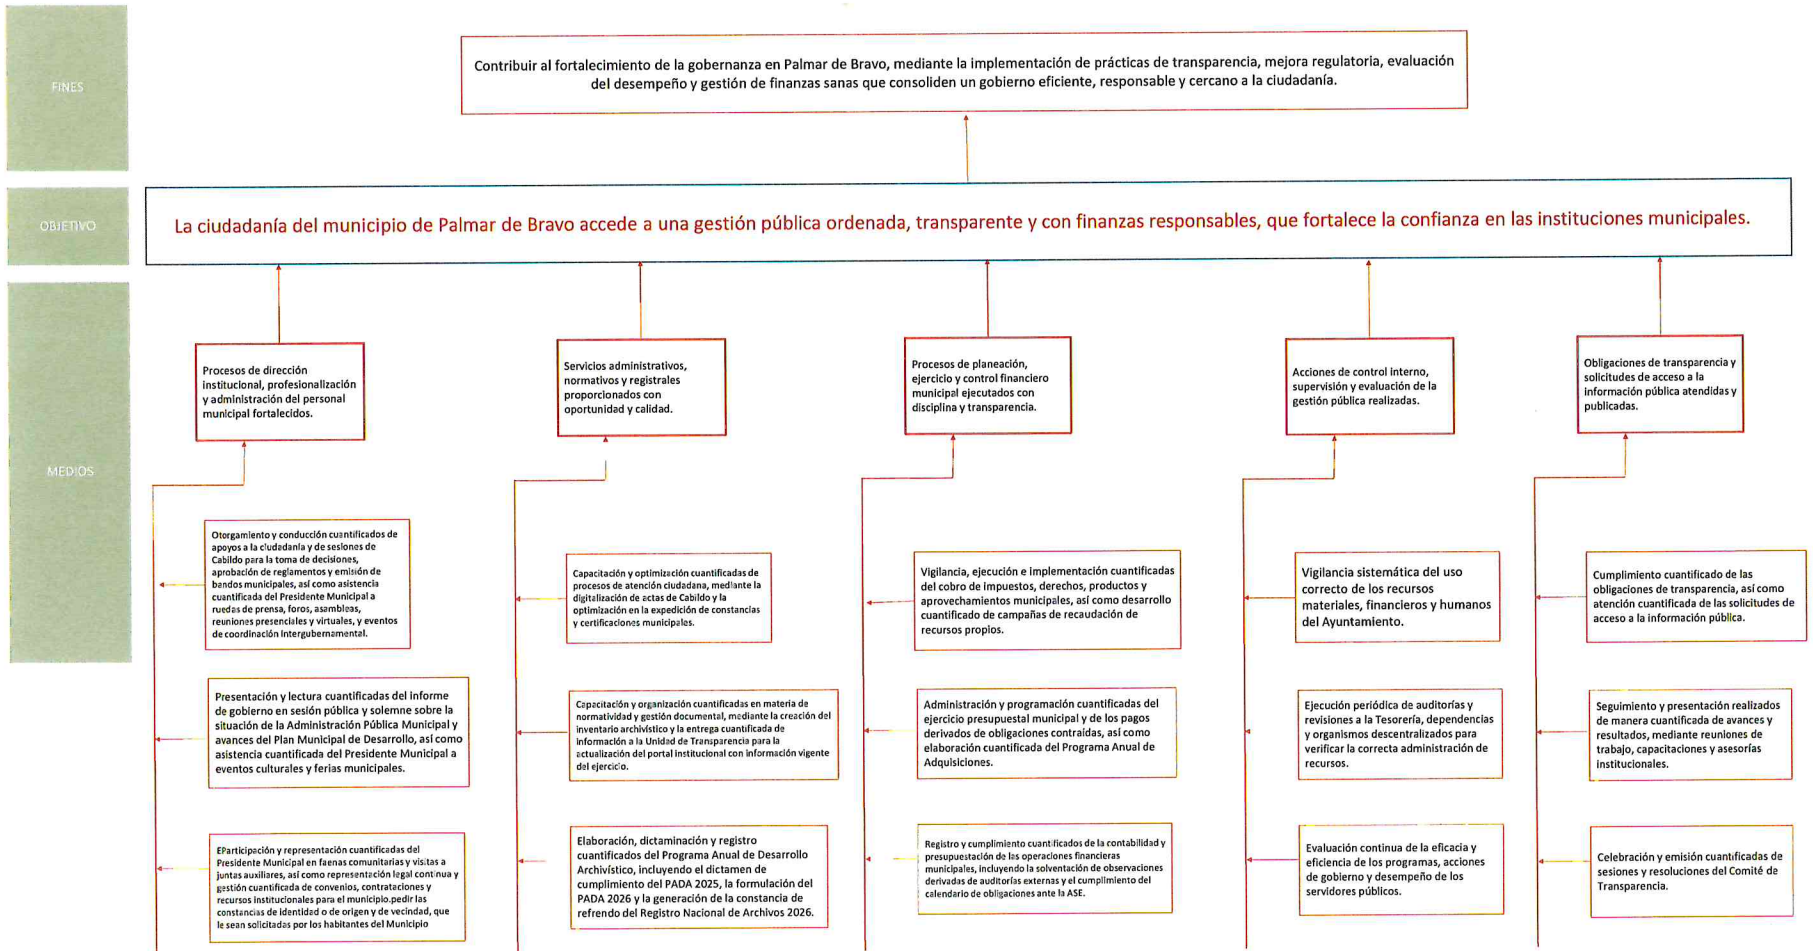 FINES
Contribuir al fortalecimiento de la gobernanza en Palmar de Bravo, mediante la implementación de prácticas de transparencia, mejora regulatoria, evaluación
del desempeño y gestión de finanzas sanas que consoliden un gobierno eficiente, responsable y cercano a la ciudadanía.
OBJETIVO
La ciudadanía del municipio de Palmar de Bravo accede a una gestión pública ordenada, transparente y con finanzas responsables, que fortalece la confianza en las instituciones municipales.
MEDIOS
Procesos de dirección
institucional, profesionalización
y administración del personal
municipal fortalecidos.
Servicios administrativos,
normativos y registrales
proporcionados con
oportunidad y calidad.
Procesos de planeación,
ejercicio y control financiero
municipal ejecutados con
disciplina y transparencia.
Acciones de control interno,
supervisión y evaluación de la
gestión pública realizadas.
Obligaciones de transparencia y
solicitudes de acceso a la
información pública atendidas y
publicadas.
Otorgamiento y conducción cuantificados de
apoyos a la ciudadanía y de sesiones de
Cabildo para la toma de decisiones,
aprobación de reglamentos y emisión de
bandos municipales, así como asistencia
cuantificada del Presidente Municipal a
ruedas de prensa, foros, asambleas,
reuniones presenciales y virtuales, y eventos
de coordinación Intergubernamental.
Capacitación y optimización cuantificadas de
procesos de atención ciudadana, mediante la
digitalización de actas de Cabildo y la
optimización en la expedición de constancias
y certificaciones municipales.
Vigilancia, ejecución e implementación cuantificadas
del cobro de impuestos, derechos, productos y
aprovechamientos municipales, así como desarrollo
cuantificado de campañas de recaudación de
recursos propios.
Vigilancia sistemática del uso
correcto de los recursos
materiales, financieros y humanos
del Ayuntamiento.
Cumplimiento cuantificado de las
obligaciones de transparencia, así como
atención cuantificada de las solicitudes de
acceso a la información pública.
Presentación y lectura cuantificadas del informe
de gobierno en sesión pública y solemne sobre la
situación de la Administración Pública Municipal y
avances del Plan Municipal de Desarrollo, así como
asistencia cuantificada del Presidente Municipal a
eventos culturales y ferias municipales.
Capacitación y organización cuantificadas en materia de
normatividad y gestión documental, mediante la creación del
inventario archivístico y la entrega cuantificada de
información a la Unidad de Transparencia para la
actualización del portal institucional con información vigente
del ejercicio.
Administración y programación cuantificadas del
ejercicio presupuestal municipal y de los pagos
derivados de obligaciones contraídas, así como
elaboración cuantificada del Programa Anual de
Adquisiciones.
Ejecución periódica de auditorías y
revisiones a la Tesorería, dependencias
y organismos descentralizados para
verificar la correcta administración de
recursos.
Seguimiento y presentación realizados
de manera cuantificada de avances y
resultados, mediante reuniones de
trabajo, capacitaciones y asesorías
institucionales.
EParticipación y representación cuantificadas del
Presidente Municipal en faenas comunitarias y visitas a
juntas auxiliares, así como representación legal continua y
gestión cuantificada de convenios, contrataciones y
recursos institucionales para el municipio.pedir las
constancias de identidad o de origen y de vecindad, que
le sean solicitadas por los habitantes del Municipio
Elaboración, dictaminación y registro
cuantificados del Programa Anual de Desarrollo
Archivístico, incluyendo el dictamen de
cumplimiento del PADA 2025, la formulación del
PADA 2026 y la generación de la constancia de
refrendo del Registro Nacional de Archivos 2026.
Registro y cumplimiento cuantificados de la contabilidad y
presupuestación de las operaciones financieras
municipales, incluyendo la solventación de observaciones
derivadas de auditorías externas y el cumplimiento del
calendario de obligaciones ante la ASE.
Evaluación continua de la eficacia y
eficiencia de los programas, acciones
de gobierno y desempeño de los
servidores públicos.
Celebración y emisión cuantificadas de
sesiones y resoluciones del Comité de
Transparencia.